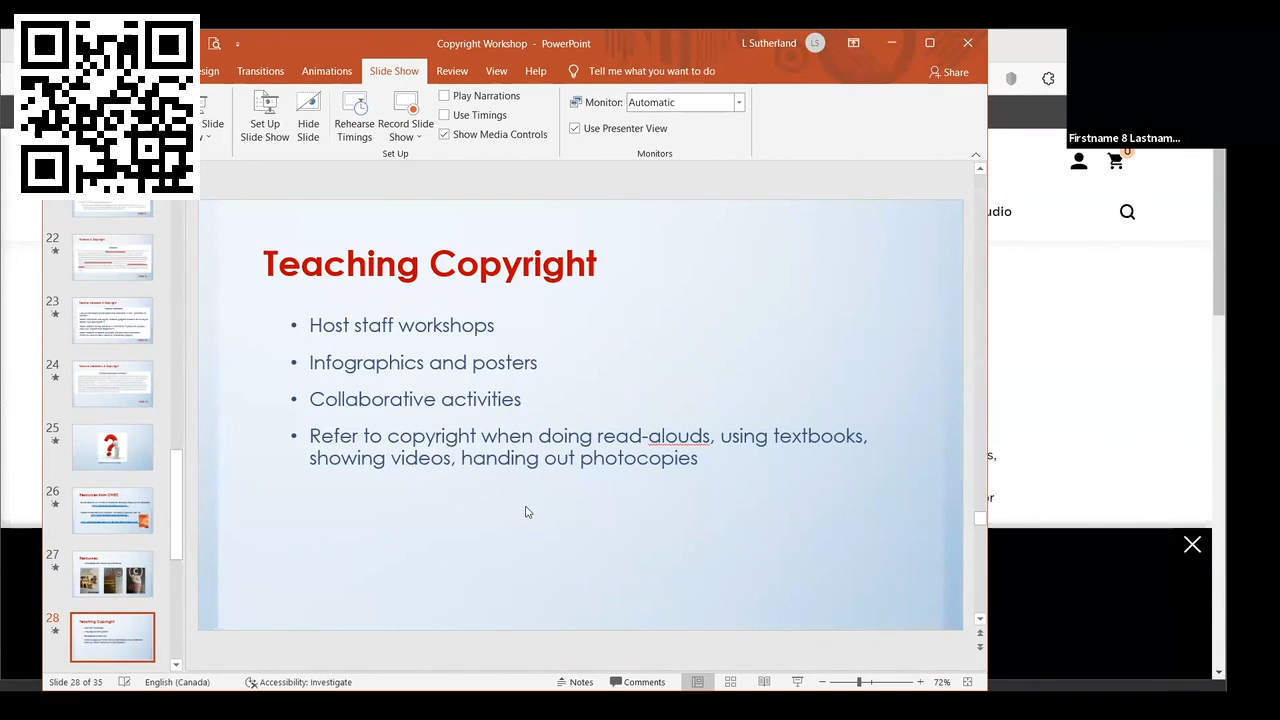 Copyright Workshop - PowerPoint
L Sutherland
LS
esign
Transitions
Animations
Slide Show
Review
View
Help
Tell me what you want to do
Share
Slide
Set Up
Slide Show
Hide
Slide
Rehearse
Timings
Record Slide
Show
Play Narrations
Use Timings
Show Media Controls
Set Up
Monitor:
Automatic
Use Presenter View
Monitors
Firstname 8 Lastnam...
0
udio
s,
or
22
23
24
25
26
27
28
Teaching Copyright
• Host staff workshops
• Infographics and posters
• Collaborative activities
• Refer to copyright when doing read-alouds, using textbooks,
showing videos, handing out photocopies
Slide 28 of 35
English (Canada)
Accessibility: Investigate
Notes
Comments
72%